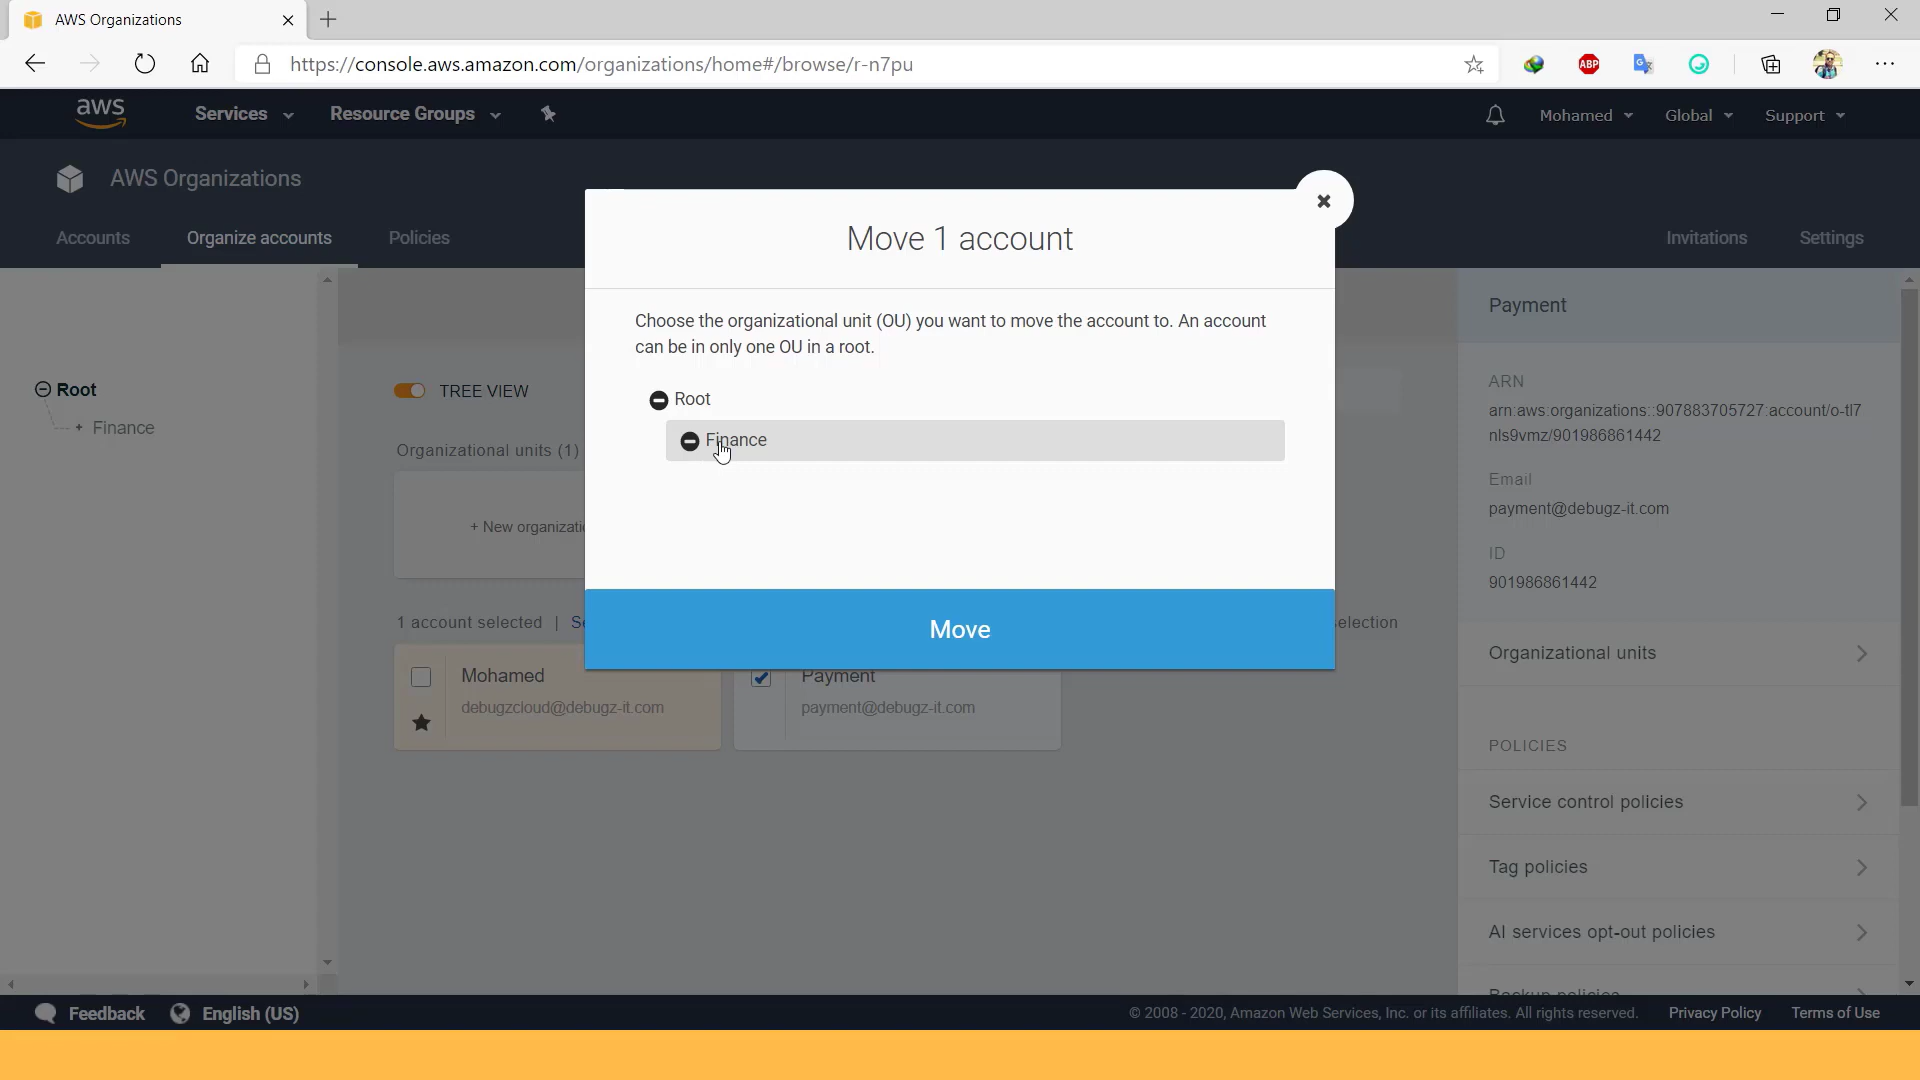 AWS Organizations
https://console.aws.amazon.com/organizations/home#/browse/r-n7pu
ABP
aws
Services
Resource Groups
Mohamed
Global
Support
AWS Organizations
Accounts
Organize accounts
Policies
Invitations
Settings
Move 1 account
Choose the organizational unit (OU) you want to move the account to. An account
can be in only one OU in a root.
Root
Finance
Move
Root
Finance
TREE VIEW
Organizational units (1)
+ New organizatio
1 account selected | Se
election
Mohamed
debugzcloud@debugz-it.com
Payment
payment@debugz-it.com
Payment
ARN
arn:aws:organizations::907883705727:account/o-tl7
nls9vmz/901986861442
Email
payment@debugz-it.com
ID
901986861442
Organizational units
POLICIES
Service control policies
Tag policies
AI services opt-out policies
Backup policies
Feedback
English (US)
© 2008 - 2020, Amazon Web Services, Inc. or its affiliates. All rights reserved.
Privacy Policy
Terms of Use